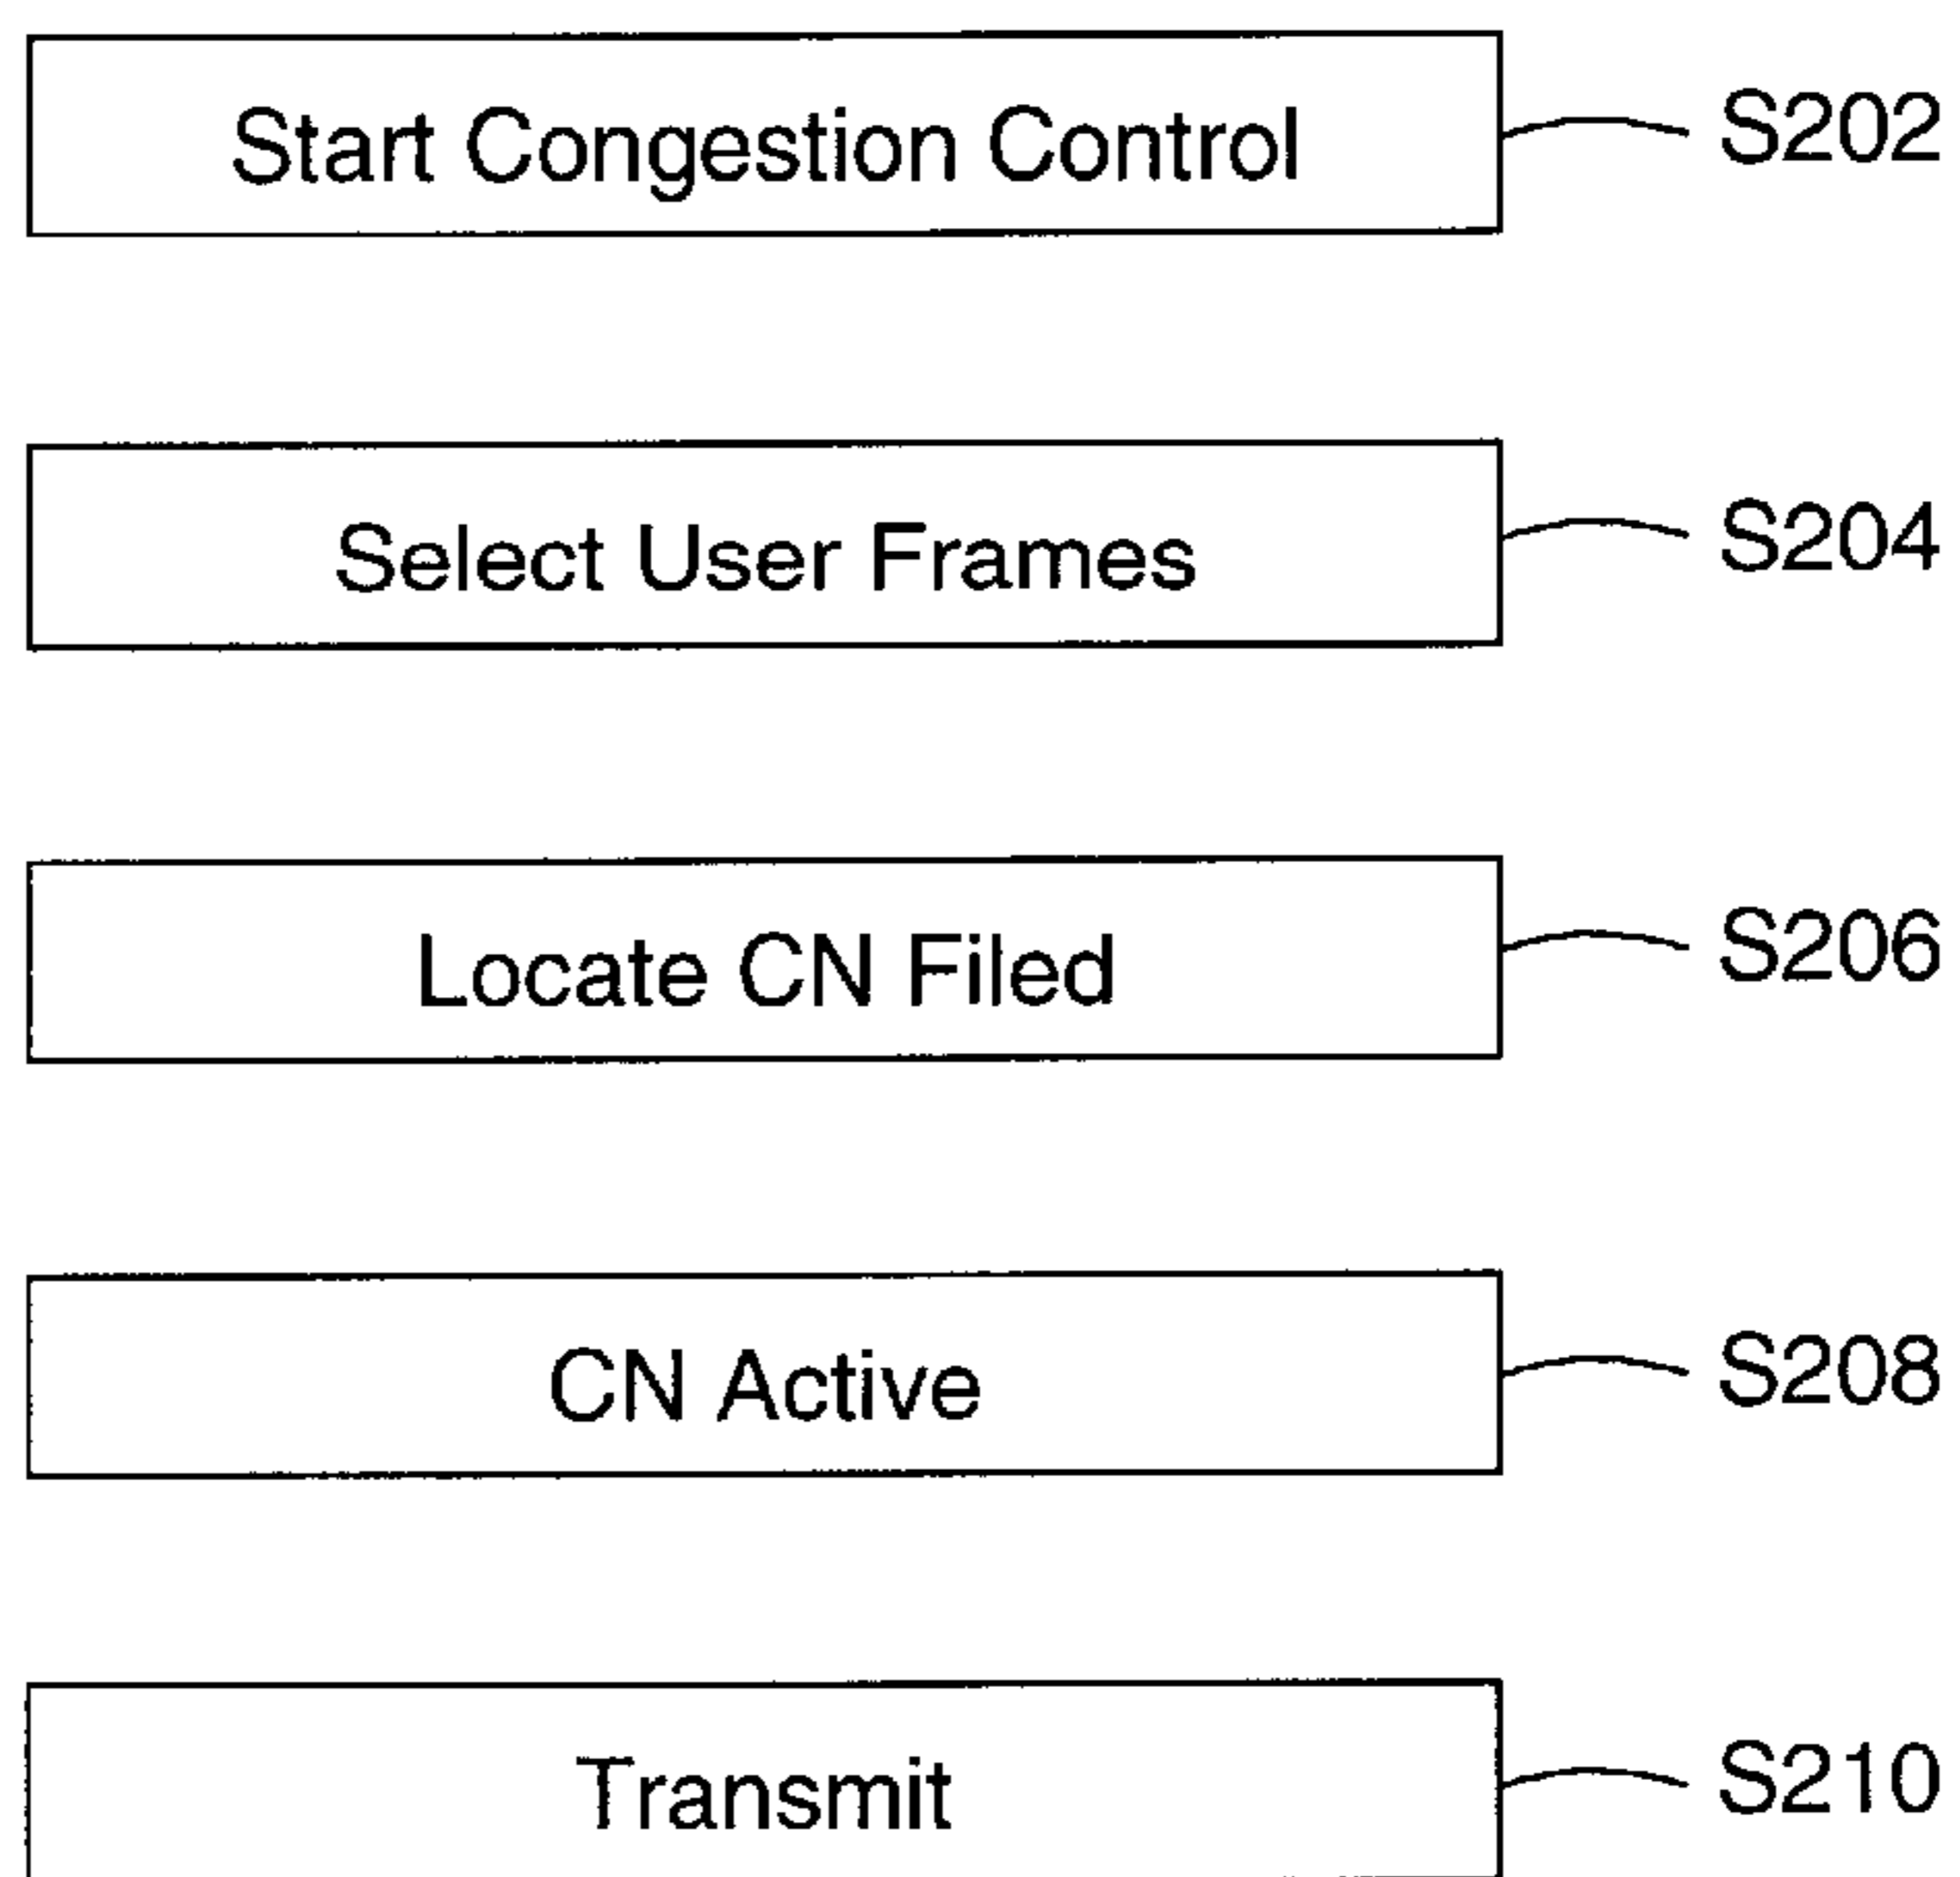 Start Congestion Control S202
Select User Frames S204
Locate CN Filed S206
CN Active S208
Transmit S210